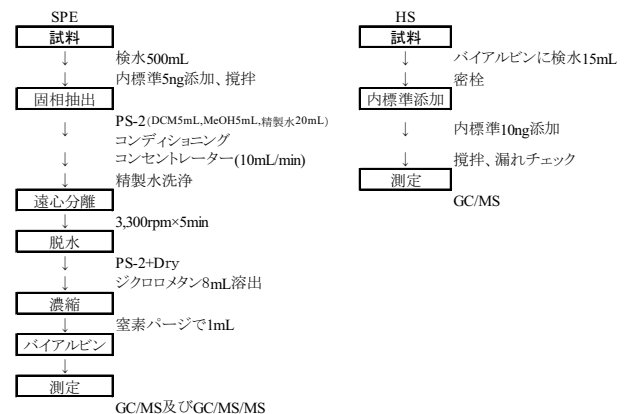 SPE
試料
↓
検水500mL
↓
内標準5ng添加、撹拌
固相抽出
↓
PS-2(DCM5mL,MeOH5mL,精製水20mL)
コンディショニング
↓
コンセントレーター(10mL/min)
↓
精製水洗浄
遠心分離
↓
3,300rpm×5min
脱水
↓
PS-2+Dry
↓
ジクロロメタン8mL溶出
濃縮
↓
窒素パージで1mL
バイアルビン
↓
測定
GC/MS及びGC/MS/MS
HS
試料
↓
バイアルビンに検水15mL
↓
密栓
内標準添加
↓
内標準10ng添加
↓
撹拌、漏れチェック
測定
GC/MS